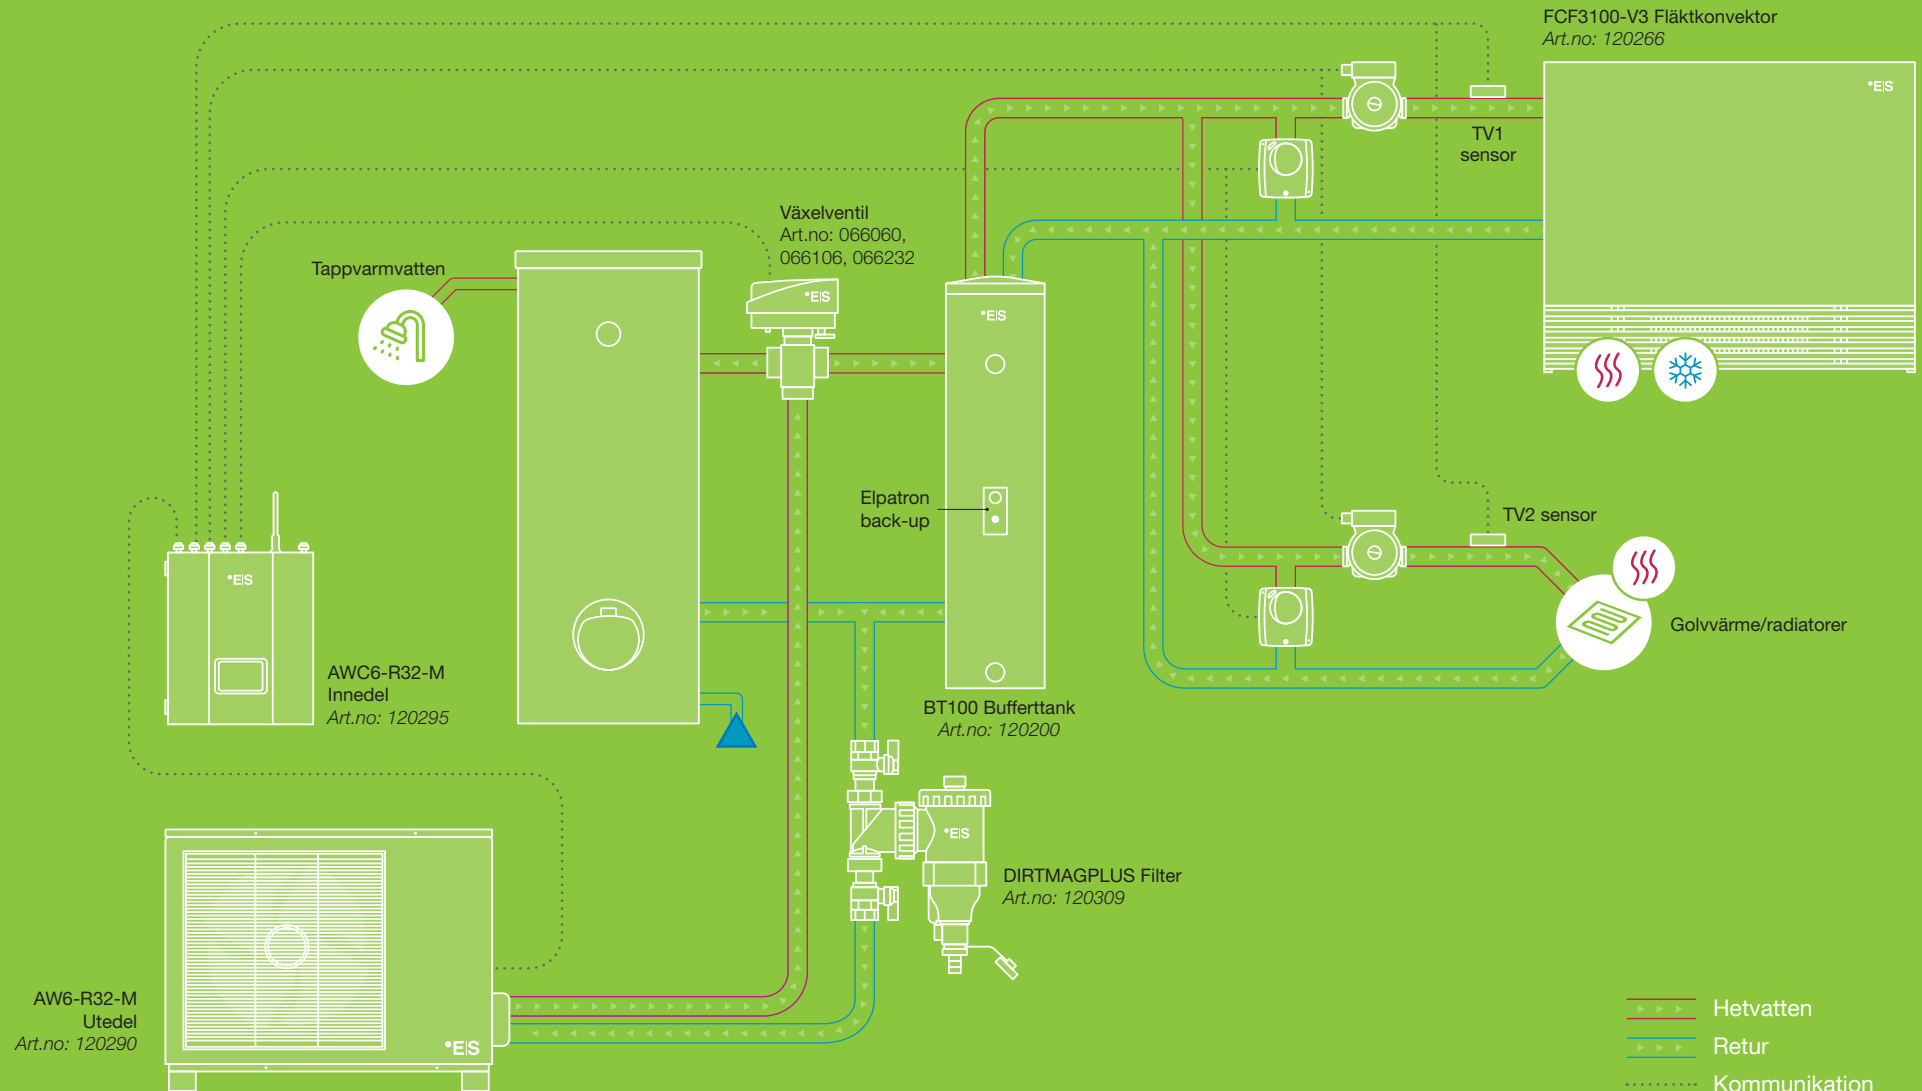 FCF3100-V3 Fläktkonvektor
Art.no: 120266
E|S
TV1
sensor
Växelventil
Art.no: 066060,
066106, 066232
E|S
Tappvarmvatten
E|S
Elpatron
back-up
TV2 sensor
E|S
Golvvärme/radiatorer
AWC6-R32-M
Innedel
Art.no: 120295
BT100 Bufferttank
Art.no: 120200
E|S
DIRTMAGPLUS Filter
Art.no: 120309
AW6-R32-M
Utedel
Art.no: 120290
E|S
Hetvatten
Retur
Kommunikation